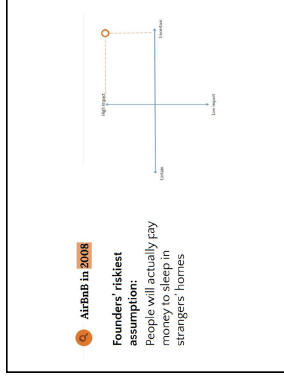 AirBnB in 2008
Founders' riskiest
assumption:
People will actually pay
money to sleep in
strangers' homes
High impact
Uncertain
Certain
Low impact